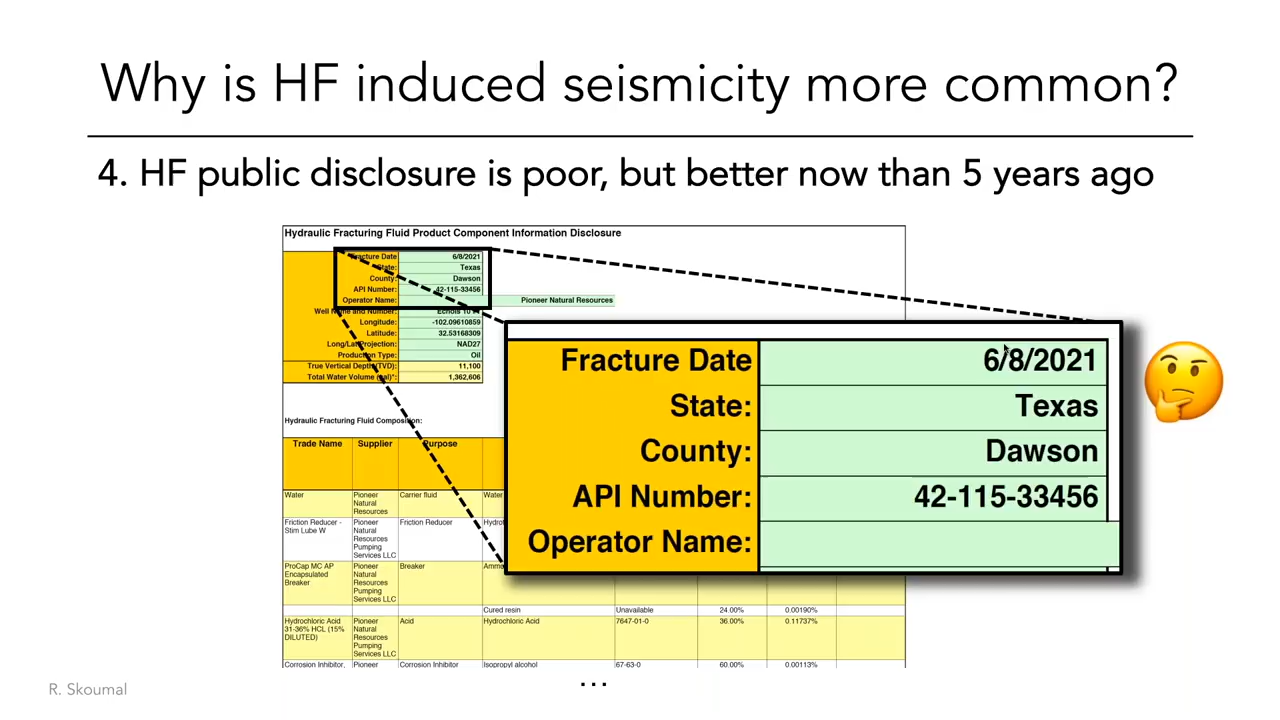 Why is HF induced seismicity more common?
4. HF public disclosure is poor, but better now than 5 years ago
Hydraulic Fracturing Fluid Product Component Information Disclosure
Fracture Date 6/8/2021
State: Texas
County: Dawson
API Number: 42-115-33456
Operator Name: Pioneer Natural Resources
Well Name and Number:
Longitude: -102.09610859
Latitude: 32.53168309
Long/Lat Projection: NAD27
Production Type: Oil
True Vertical Depth (TVD): 11,100
Total Water Volume (gal)*: 1,362,606
Fracture Date 6/8/2021
State: Texas
County: Dawson
API Number: 42-115-33456
Operator Name:
Hydraulic Fracturing Fluid Composition:
Trade Name Supplier Purpose
Water Pioneer Natural Resources Carrier fluid Water
Friction Reducer - Stim Lube W Pioneer Natural Resources Pumping Services LLC Friction Reducer
ProCap MC AP Encapsulated Breaker Pioneer Natural Resources Pumping Services LLC Breaker
Cured resin Unavailable 24.00% 0.00190%
Hydrochloric Acid 31-36% HCL (15% DILUTED) Pioneer Natural Resources Pumping Services LLC Acid Hydrochloric Acid 7647-01-0 36.00% 0.11737%
Corrosion Inhibitor, Pioneer Corrosion Inhibitor Isopropyl alcohol 67-63-0 60.00% 0.00113%
...
R. Skoumal